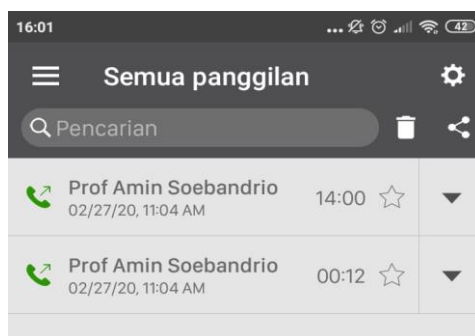 16:01 ... 42
Semua panggilan
Pencarian
Prof Amin Soebandrio 14:00
02/27/20, 11:04 AM
Prof Amin Soebandrio 00:12
02/27/20, 11:04 AM